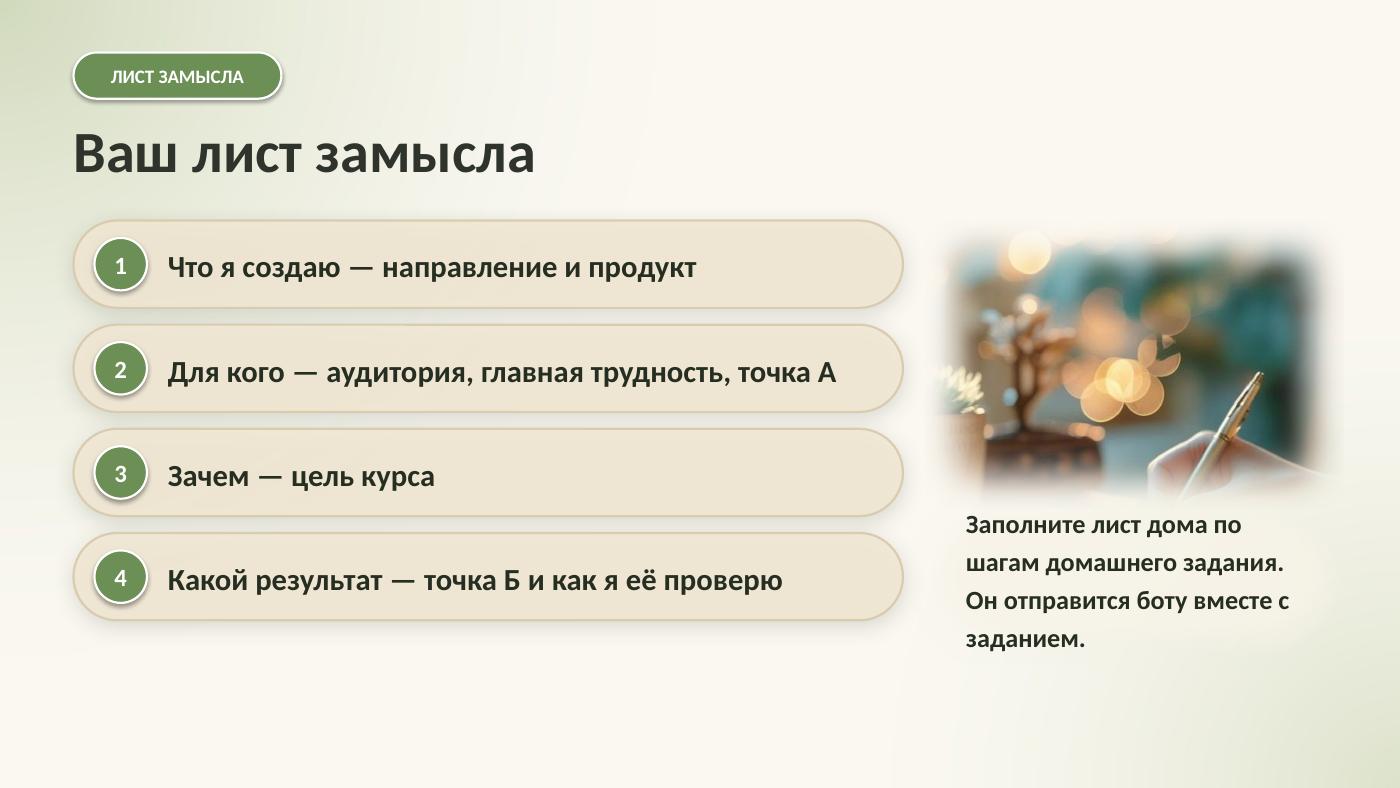 ЛИСТ ЗАМЫСЛА
Ваш лист замысла
1 Что я создаю — направление и продукт
2 Для кого — аудитория, главная трудность, точка А
3 Зачем — цель курса
4 Какой результат — точка Б и как я её проверю
Заполните лист дома по
шагам домашнего задания.
Он отправится боту вместе с
заданием.